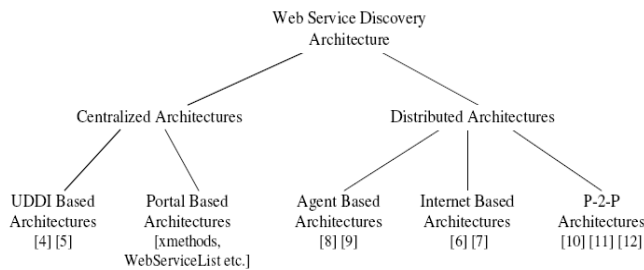 Web Service Discovery
Architecture
Centralized Architectures
Distributed Architectures
UDDI Based
Architectures
[4] [5]
Portal Based
Architectures
[xmethods,
WebServiceList etc.]
Agent Based
Architectures
[8] [9]
Internet Based
Architectures
[6] [7]
P-2-P
Architectures
[10] [11] [12]